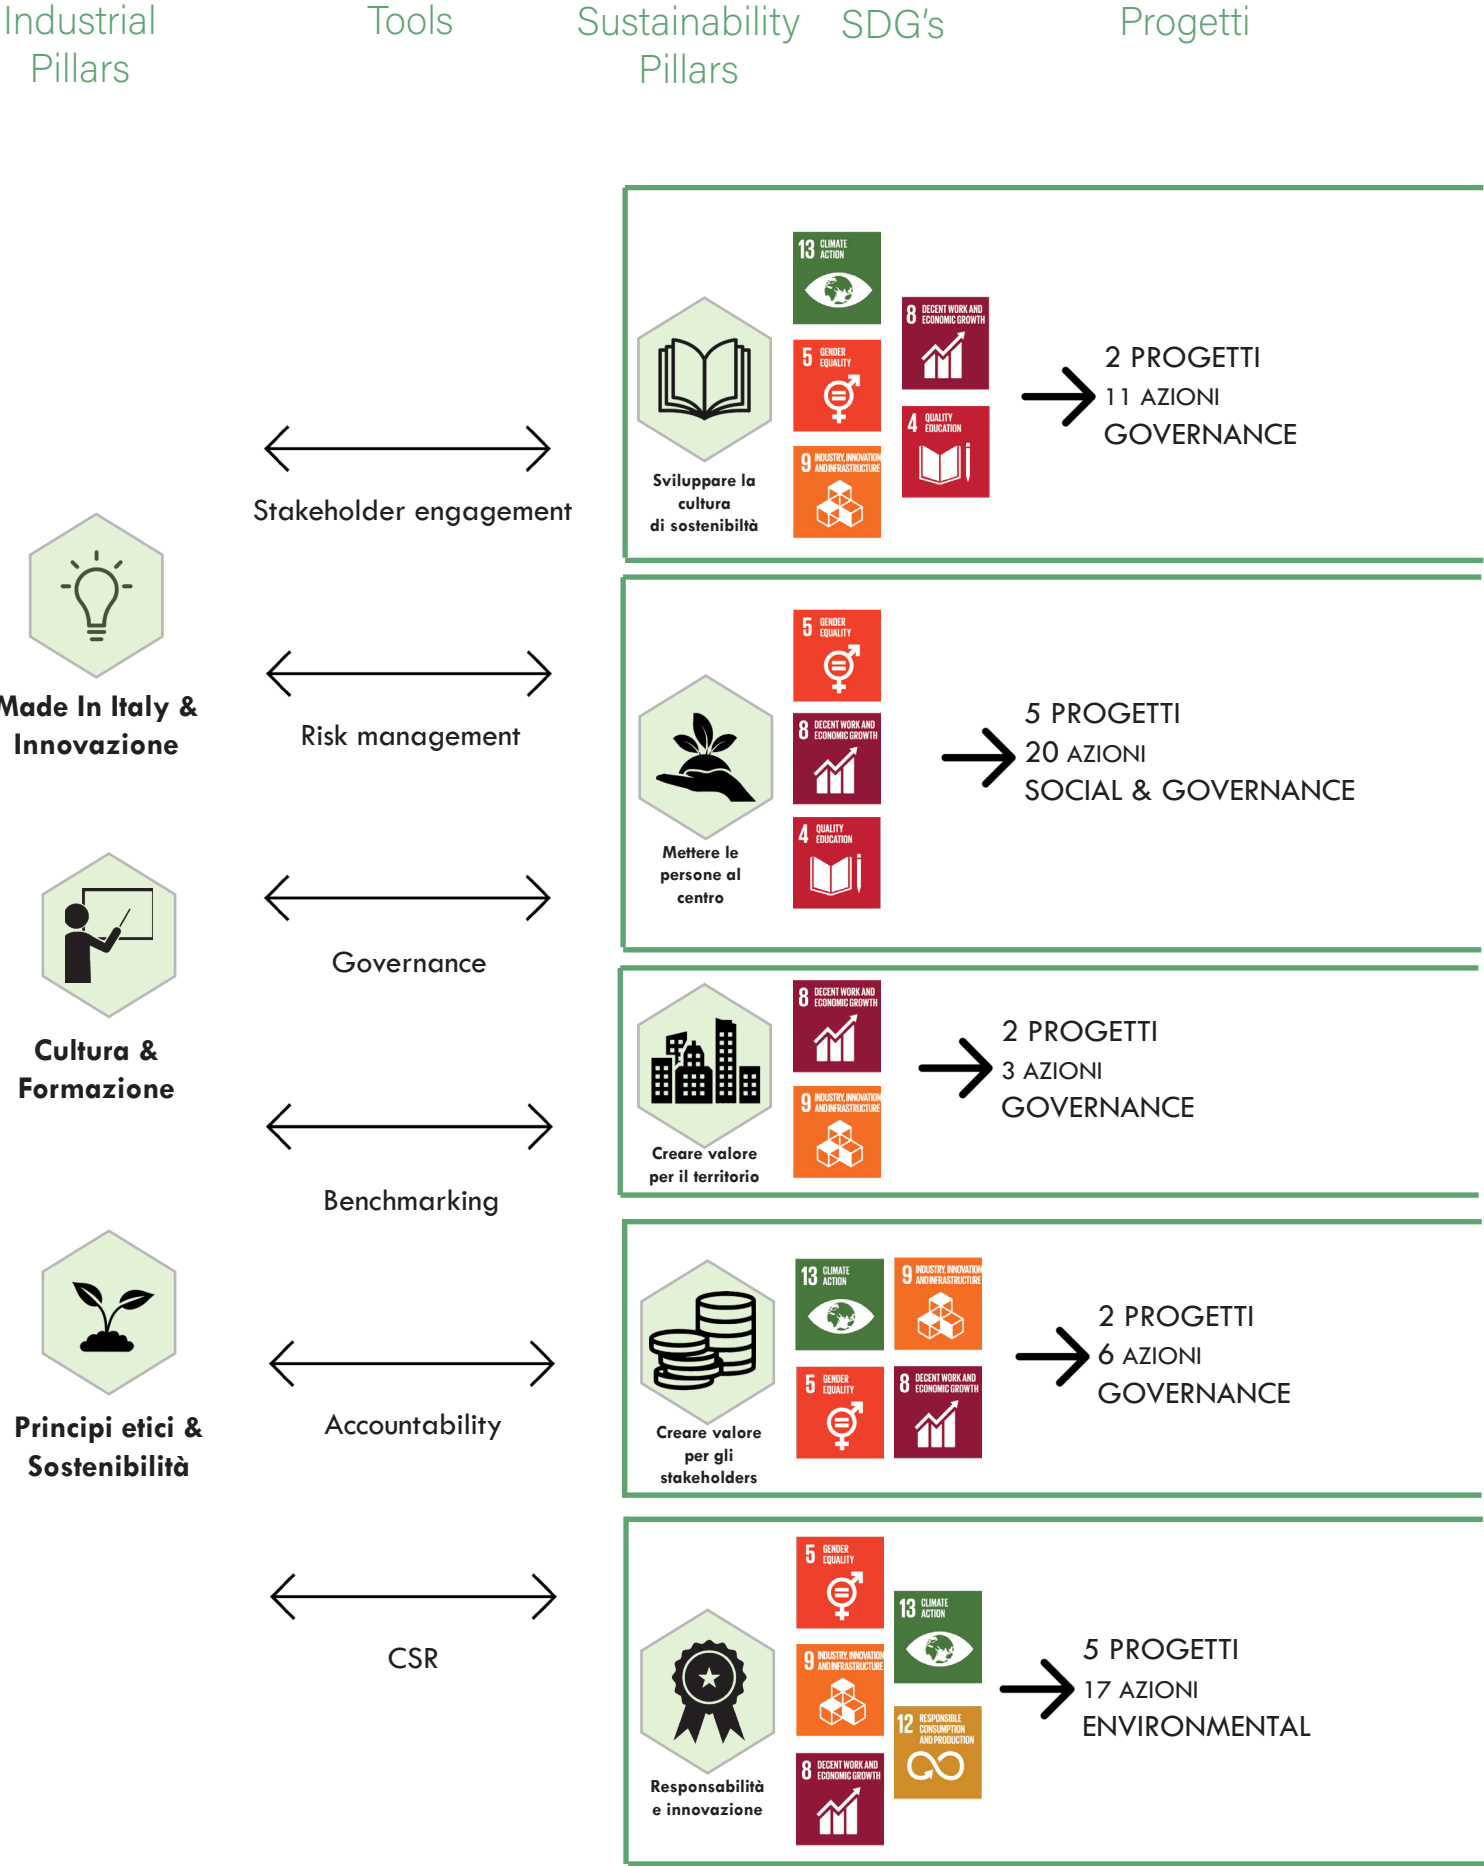 Industrial
Pillars
Tools
Sustainability
Pillars
SDG's
Progetti
Made In Italy &
Innovazione
Cultura &
Formazione
Principi etici &
Sostenibilità
Stakeholder engagement
Risk management
Governance
Benchmarking
Accountability
CSR
Sviluppare la
cultura
di sostenibiltà
13 CLIMATE
ACTION
5 GENDER
EQUALITY
9 INDUSTRY, INNOVATION
AND INFRASTRUCTURE
8 DECENT WORK AND
ECONOMIC GROWTH
4 QUALITY
EDUCATION
2 PROGETTI
11 AZIONI
GOVERNANCE
Mettere le
persone al
centro
5 GENDER
EQUALITY
8 DECENT WORK AND
ECONOMIC GROWTH
4 QUALITY
EDUCATION
5 PROGETTI
20 AZIONI
SOCIAL & GOVERNANCE
Creare valore
per il territorio
8 DECENT WORK AND
ECONOMIC GROWTH
9 INDUSTRY, INNOVATION
AND INFRASTRUCTURE
2 PROGETTI
3 AZIONI
GOVERNANCE
Creare valore
per gli
stakeholders
13 CLIMATE
ACTION
9 INDUSTRY, INNOVATION
AND INFRASTRUCTURE
5 GENDER
EQUALITY
8 DECENT WORK AND
ECONOMIC GROWTH
2 PROGETTI
6 AZIONI
GOVERNANCE
Responsabilità
e innovazione
5 GENDER
EQUALITY
9 INDUSTRY, INNOVATION
AND INFRASTRUCTURE
8 DECENT WORK AND
ECONOMIC GROWTH
13 CLIMATE
ACTION
12 RESPONSIBLE
CONSUMPTION
AND PRODUCTION
5 PROGETTI
17 AZIONI
ENVIRONMENTAL